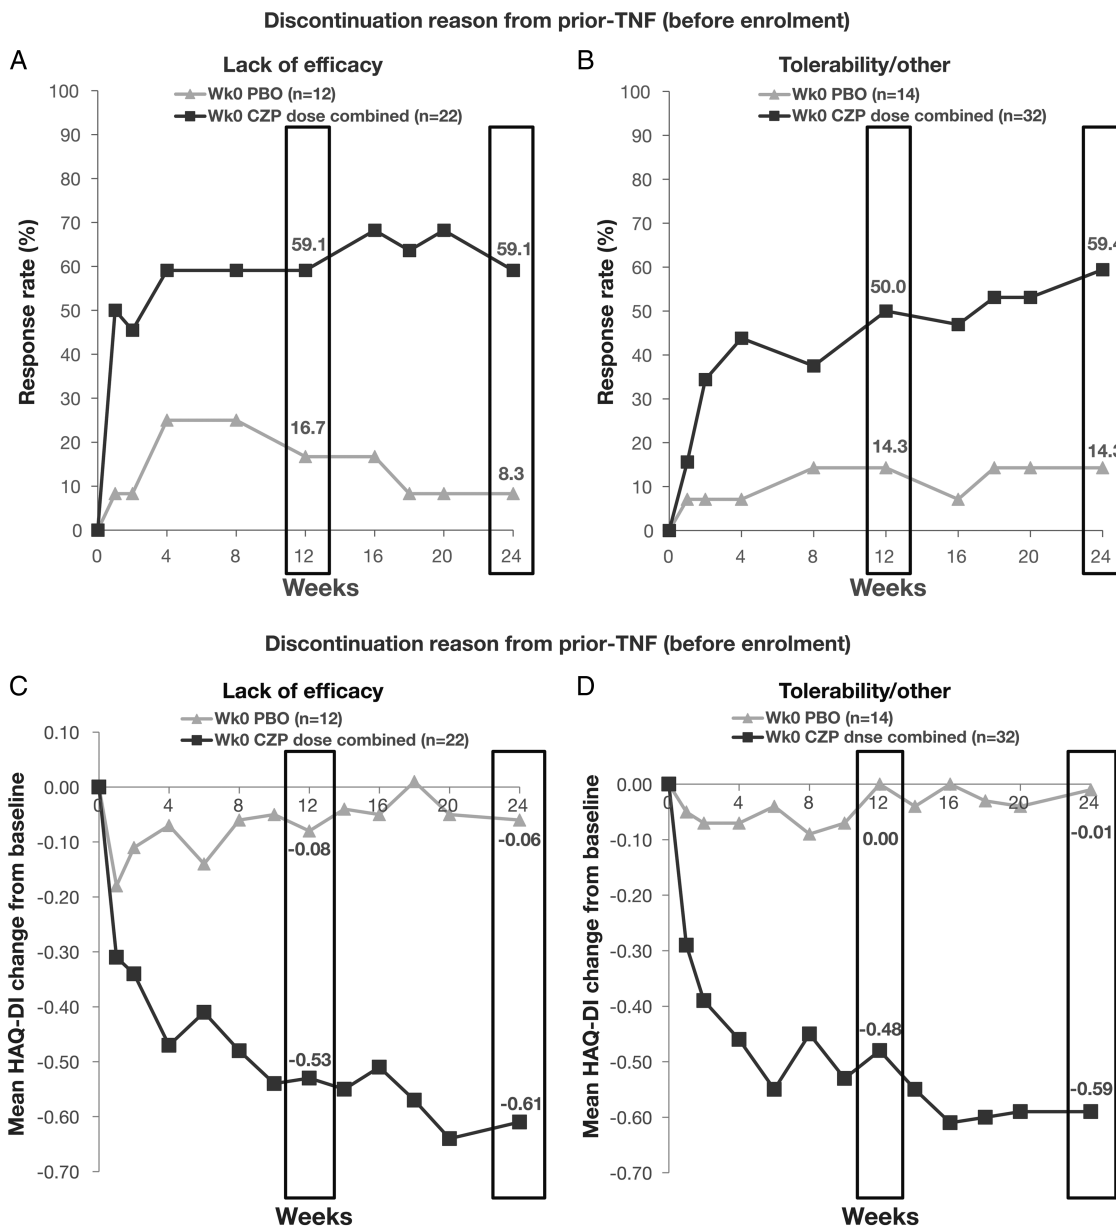 Discontinuation reason from prior-TNF (before enrolment)
A
Lack of efficacy
Wk0 PBO (n=12)
Wk0 CZP dose combined (n=22)
Response rate (%)
100
90
80
70
60
50
40
30
20
10
0
59.1
59.1
16.7
8.3
0 4 8 12 16 20 24
Weeks
B
Tolerability/other
Wk0 PBO (n=14)
Wk0 CZP dose combined (n=32)
Response rate (%)
100
90
80
70
60
50
40
30
20
10
0
50.0
59.4
14.3
14.3
0 4 8 12 16 20 24
Weeks
Discontinuation reason from prior-TNF (before enrolment)
C
Lack of efficacy
Wk0 PBO (n=12)
Wk0 CZP dose combined (n=22)
Mean HAQ-DI change from baseline
0.10
0.00
-0.10
-0.20
-0.30
-0.40
-0.50
-0.60
-0.70
0 4 8 12 16 20 24
-0.08
-0.06
-0.53
-0.61
Weeks
D
Tolerability/other
Wk0 PBO (n=14)
Wk0 CZP dnse combined (n=32)
Mean HAQ-DI change from baseline
0.00
-0.10
-0.20
-0.30
-0.40
-0.50
-0.60
-0.70
0 4 8 12 16 20 24
0.00
-0.01
-0.48
-0.59
Weeks